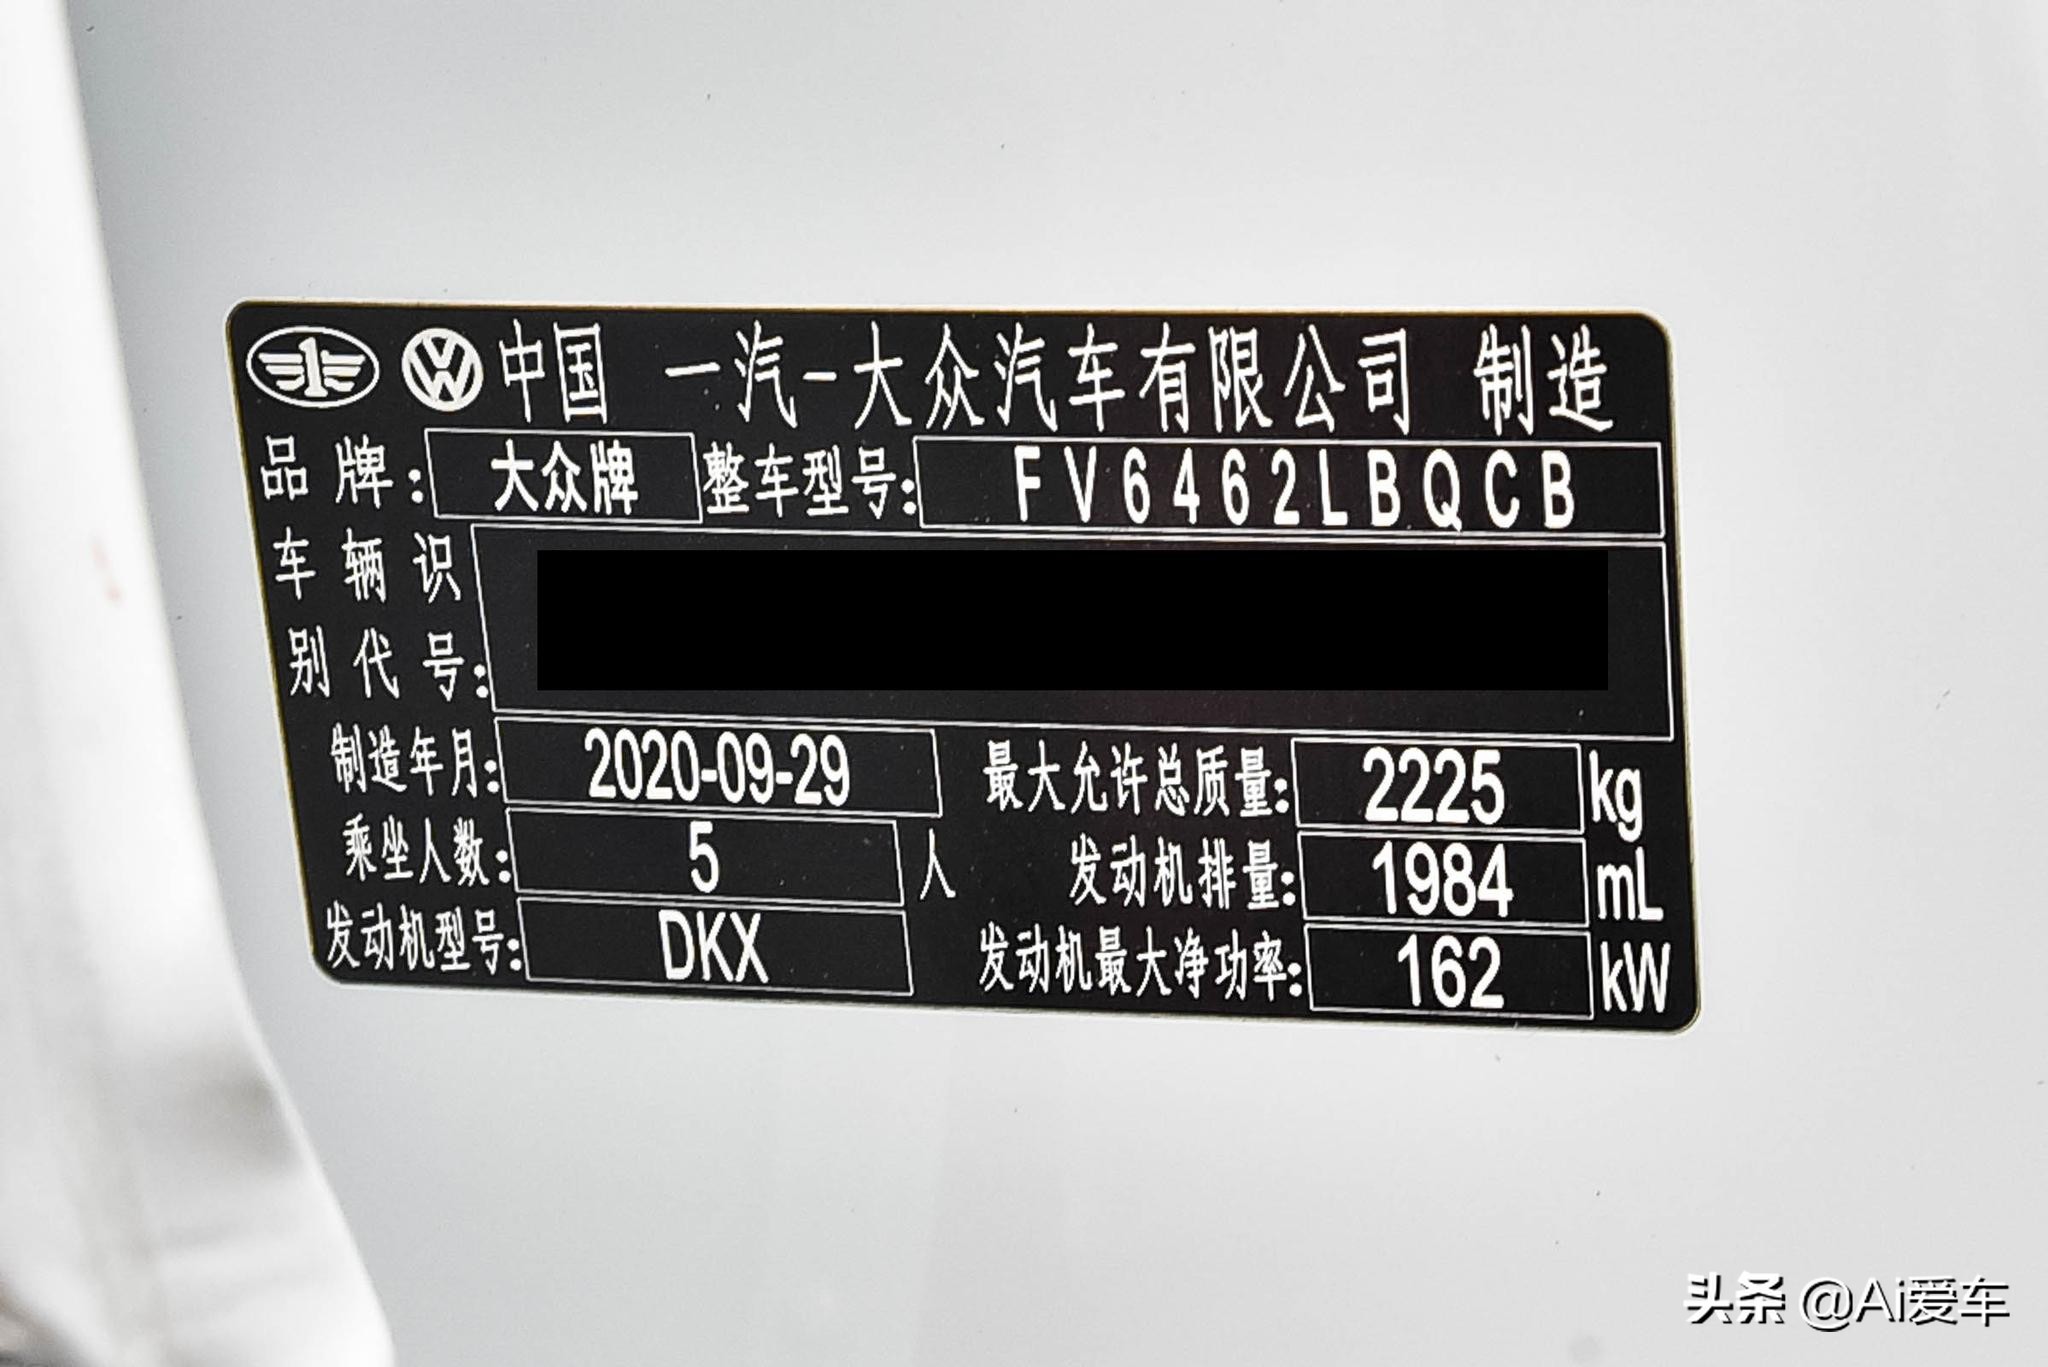 中国 一汽-大众汽车有限公司 制造
品牌: 大众牌 整车型号: FV6462LBQCB
车辆识
别代号:
制造年月: 2020-09-29 最大允许总质量: 2225 kg
乘坐人数: 5 人 发动机排量: 1984 mL
发动机型号: DKX 发动机最大净功率: 162 kW
头条 @Ai爱车